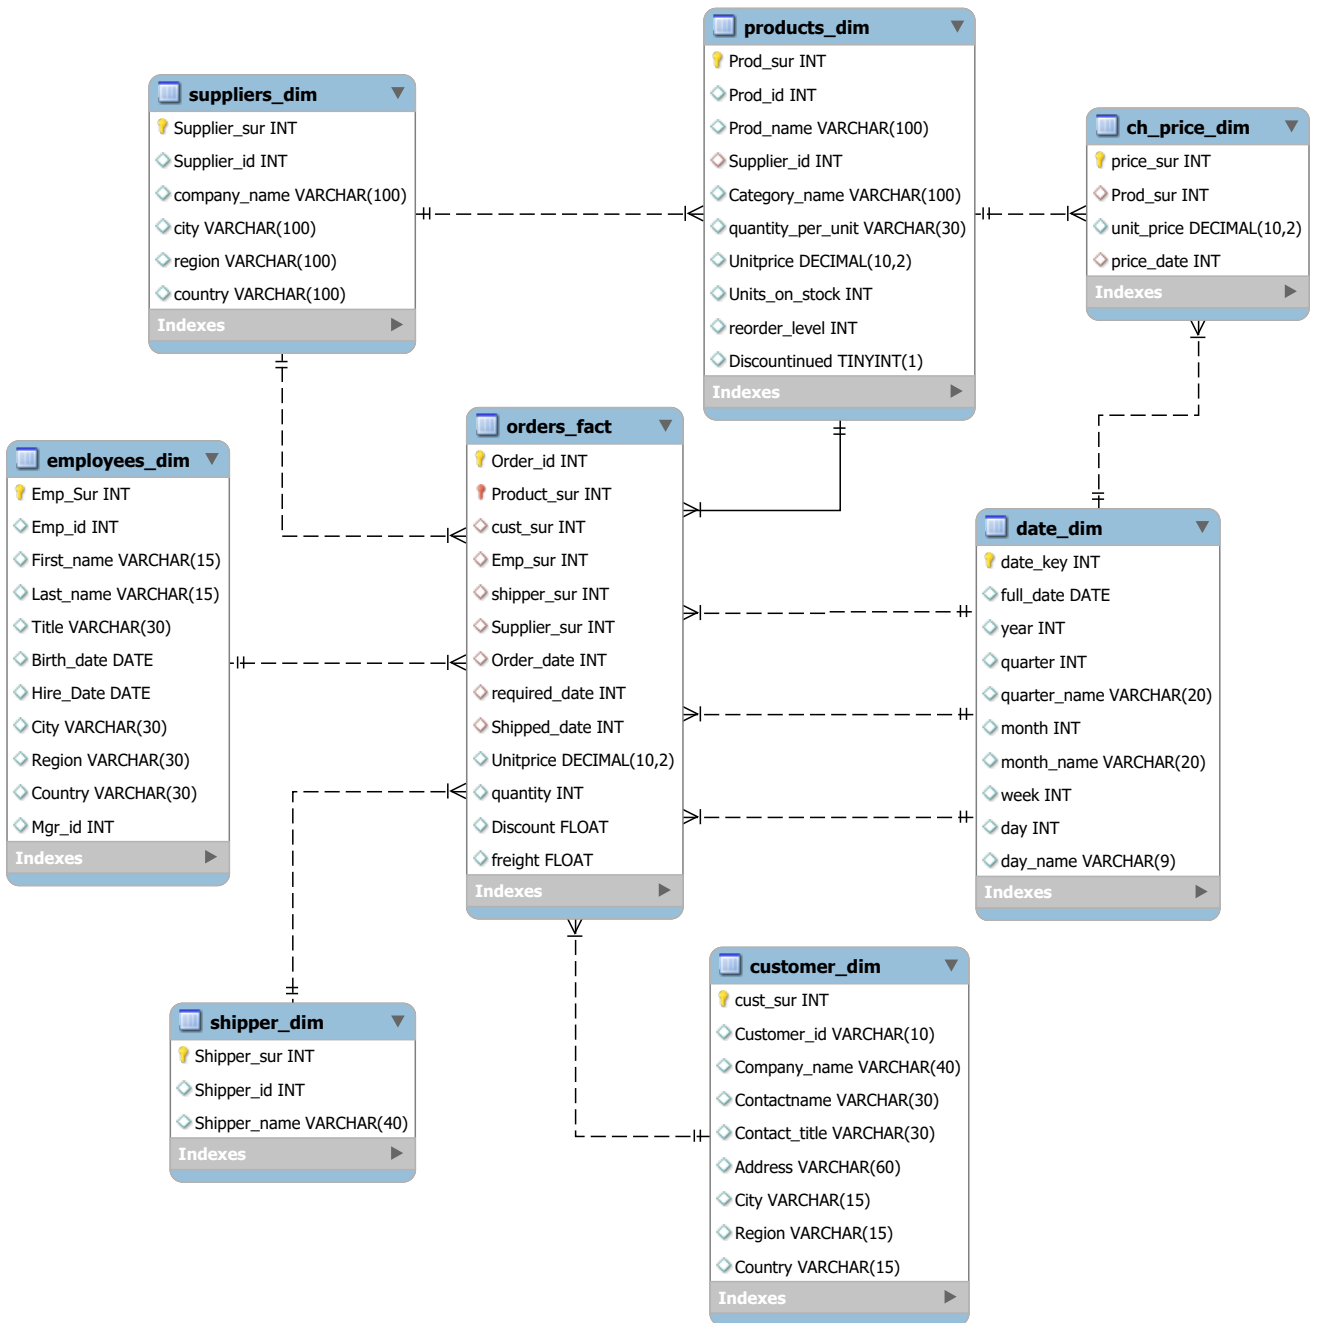 products_dim
Prod_sur INT
Prod_id INT
Prod_name VARCHAR(100)
Supplier_id INT
Category_name VARCHAR(100)
quantity_per_unit VARCHAR(30)
Unitprice DECIMAL(10,2)
Units_on_stock INT
reorder_level INT
Discountinued TINYINT(1)
Indexes
suppliers_dim
Supplier_sur INT
Supplier_id INT
company_name VARCHAR(100)
city VARCHAR(100)
region VARCHAR(100)
country VARCHAR(100)
Indexes
ch_price_dim
price_sur INT
Prod_sur INT
unit_price DECIMAL(10,2)
price_date INT
Indexes
orders_fact
Order_id INT
Product_sur INT
cust_sur INT
Emp_sur INT
shipper_sur INT
Supplier_sur INT
Order_date INT
required_date INT
Shipped_date INT
Unitprice DECIMAL(10,2)
quantity INT
Discount FLOAT
freight FLOAT
Indexes
employees_dim
Emp_Sur INT
Emp_id INT
First_name VARCHAR(15)
Last_name VARCHAR(15)
Title VARCHAR(30)
Birth_date DATE
Hire_Date DATE
City VARCHAR(30)
Region VARCHAR(30)
Country VARCHAR(30)
Mgr_id INT
Indexes
date_dim
date_key INT
full_date DATE
year INT
quarter INT
quarter_name VARCHAR(20)
month INT
month_name VARCHAR(20)
week INT
day INT
day_name VARCHAR(9)
Indexes
shipper_dim
Shipper_sur INT
Shipper_id INT
Shipper_name VARCHAR(40)
Indexes
customer_dim
cust_sur INT
Customer_id VARCHAR(10)
Company_name VARCHAR(40)
Contactname VARCHAR(30)
Contact_title VARCHAR(30)
Address VARCHAR(60)
City VARCHAR(15)
Region VARCHAR(15)
Country VARCHAR(15)
Indexes